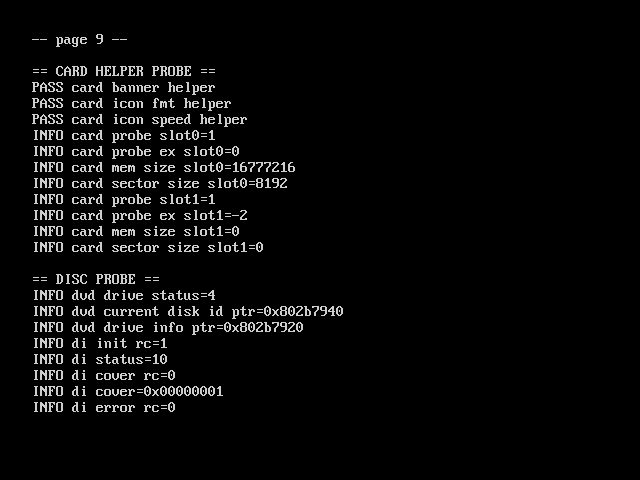 -- page 9 --
== CARD HELPER PROBE ==
PASS card banner helper
PASS card icon fmt helper
PASS card icon speed helper
INFO card probe slot0=1
INFO card probe ex slot0=0
INFO card mem size slot0=16777216
INFO card sector size slot0=8192
INFO card probe slot1=1
INFO card probe ex slot1=-2
INFO card mem size slot1=0
INFO card sector size slot1=0
== DISC PROBE ==
INFO dvd drive status=4
INFO dvd current disk id ptr=0x802b7940
INFO dvd drive info ptr=0x802b7920
INFO di init rc=1
INFO di status=10
INFO di cover rc=0
INFO di cover=0x00000001
INFO di error rc=0